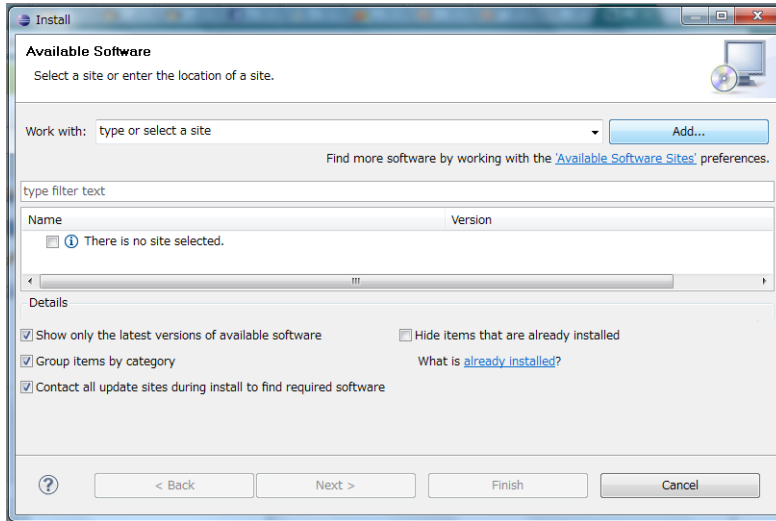 Install
Available Software
Select a site or enter the location of a site.
Work with: type or select a site Add...
Find more software by working with the 'Available Software Sites' preferences.
type filter text
Name Version
There is no site selected.
Details
Show only the latest versions of available software Hide items that are already installed
Group items by category What is already installed?
Contact all update sites during install to find required software
< Back Next > Finish Cancel